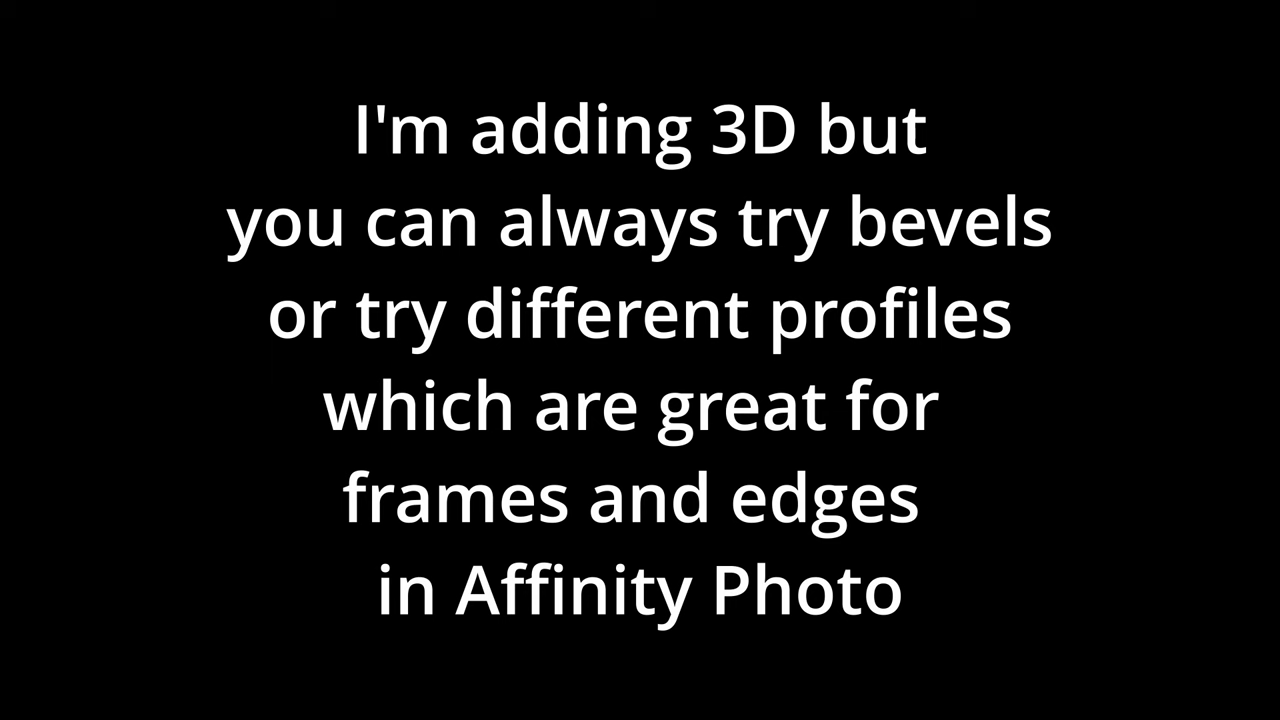 I'm adding 3D but
you can always try bevels
or try different profiles
which are great for
frames and edges
in Affinity Photo